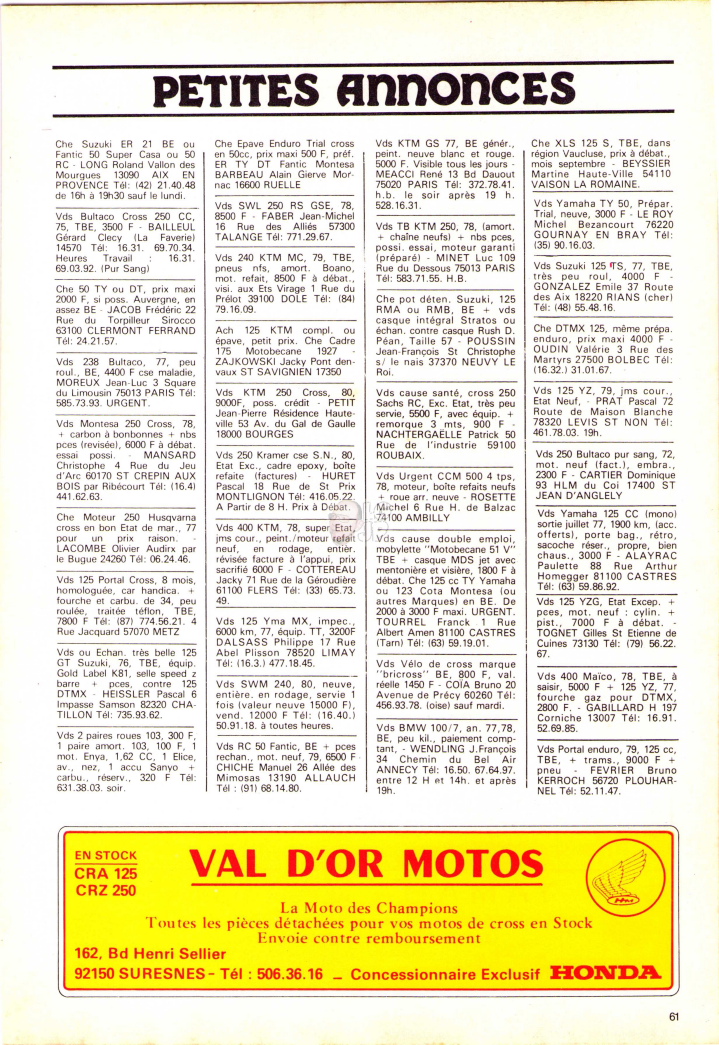 PETITES ANNONCES
Che Suzuki ER 21 BE ou
Fantic 50 Super Casa ou 50
RC - LONG Roland Vallon des
Mourgues 13090 AIX EN
PROVENCE Tél: (42) 21.40.48
de 16h à 19h30 sauf le lundi.
Vds Bultaco Cross 250 CC,
75, TBE, 3500 F - BAILLEUL
Gérard Clecy (La Faverie)
14570 Tél: 16.31. 69.70.34.
Heures Travail : 16.31.
69.03.92. (Pur Sang)
Che 50 TY ou DT, prix maxi
2000 F, si poss. Auvergne, en
assez BE - JACOB Frédéric 22
Rue du Torpilleur Sirocco
63100 CLERMONT FERRAND
Tél: 24.21.57.
Vds 238 Bultaco, 77, peu
roul., BE, 4400 F cse maladie,
MOREUX Jean-Luc 3 Square
du Limousin 75013 PARIS Tél:
585.73.93. URGENT.
Vds Montesa 250 Cross, 78,
+ carbon à bonbonnes + nbs
pces (revisée), 6000 F à débat.
essai possi. - MANSARD
Christophe 4 Rue du Jeu
d'Arc 60170 ST CREPIN AUX
BOIS par Ribécourt Tél: (16.4)
441.62.63.
Che Moteur 250 Husqvarna
cross en bon Etat de mar., 77
pour un prix raison. -
LACOMBE Olivier Audirx par
le Bugue 24260 Tél: 06.24.46.
Vds 125 Portal Cross, 8 mois,
homologuée, car handica. +
fourche et carbu. de 34, peu
roulée, traitée téflon, TBE,
7800 F Tél: (87) 774.56.21. 4
Rue Jacquard 57070 METZ
Vds ou Echan. très belle 125
GT Suzuki, 76, TBE, équip.
Gold Label K81, selle speed z
barre + pces, contre 125
DTMX - HEISSLER Pascal 6
Impasse Samson 82320 CHA-
TILLON Tél: 735.93.62.
Vds 2 paires roues 103, 300 F,
1 paire amort. 103, 100 F, 1
mot. Enya, 1,62 CC, 1 Elice,
av., nez, 1 accu Sanyo +
carbu., réserv., 320 F Tél:
631.38.03. soir.
Che Epave Enduro Trial cross
en 50cc, prix maxi 500 F, préf.
ER TY DT Fantic Montesa
BARBEAU Alain Gierve Mor-
nac 16600 RUELLE
Vds SWL 250 RS GSE, 78,
8500 F - FABER Jean-Michel
16 Rue des Alliés 57300
TALANGE Tél: 771.29.67.
Vds 240 KTM MC, 79, TBE,
pneus nfs, amort. Boano,
mot. refait, 8500 F à débat.,
visi. aux Ets Virage 1 Rue du
Prélot 39100 DOLE Tél: (84)
79.16.09.
Ach 125 KTM compl. ou
épave, petit prix. Che Cadre
175 Motobecane 1927 -
ZAJKOWSKI Jacky Pont den-
vaux ST SAVIGNIEN 17350
Vds KTM 250 Cross, 80,
9000F, poss. crédit - PETIT
Jean-Pierre Résidence Haute-
ville 53 Av. du Gal de Gaulle
18000 BOURGES
Vds 250 Kramer cse S.N., 80,
Etat Exc., cadre epoxy, boîte
refaite (factures) - HURET
Pascal 18 Rue de St Prix
MONTLIGNON Tél: 416.05.22.
A Partir de 8 H. Prix à Débat.
Vds 400 KTM, 78, super Etat,
jms cour., peint./moteur refait
neuf, en rodage, entièr.
révisée facture à l'appui, prix
sacrifié 6000 F - COTTEREAU
Jacky 71 Rue de la Géroudière
61100 FLERS Tél: (33) 65.73.
49.
Vds 125 Yma MX, impec.,
6000 km, 77, équip. TT, 3200F
DALSASS Philippe 17 Rue
Abel Plisson 78520 LIMAY
Tél: (16.3.) 477.18.45.
Vds SWM 240, 80, neuve,
entière. en rodage, servie 1
fois (valeur neuve 15000 F),
vend. 12000 F Tél: (16.40.)
50.91.18. à toutes heures.
Vds RC 50 Fantic, BE + pces
rechan., mot. neuf, 79, 6500 F -
CHICHE Manuel 26 Allée des
Mimosas 13190 ALLAUCH
Tél : (91) 68.14.80.
Vds KTM GS 77, BE génér.,
peint. neuve blanc et rouge.
5000 F. Visible tous les jours -
MEACCI René 13 Bd Dauout
75020 PARIS Tél: 372.78.41.
h.b. le soir après 19 h.
528.16.31.
Vds TB KTM 250, 78, (amort.
+ chaîne neufs) + nbs pces,
possi. essai, moteur garanti
(préparé) - MINET Luc 109
Rue du Dessous 75013 PARIS
Tél: 583.71.55. H.B.
Che pot déten. Suzuki, 125
RMA ou RMB, BE + vds
casque intégral Stratos ou
échan. contre casque Rush D.
Péan, Taille 57 - POUSSIN
Jean-François St Christophe
s/ le nais 37370 NEUVY LE
Roi.
Vds cause santé, cross 250
Sachs RC, Exc. Etat, très peu
servie, 5500 F, avec équip. +
remorque 3 mts, 900 F -
NACHTERGAELLE Patrick 50
Rue de l'industrie 59100
ROUBAIX.
Vds Urgent CCM 500 4 tps,
78, moteur, boîte refaits neufs
+ roue arr. neuve - ROSETTE
Michel 6 Rue H. de Balzac
74100 AMBILLY
Vds cause double emploi,
mobylette "Motobecane 51 V"
TBE + casque MDS jet avec
mentonière et visière, 1800 F à
débat. Che 125 cc TY Yamaha
ou 123 Cota Montesa (ou
autres Marques) en BE. De
2000 à 3000 F maxi. URGENT.
TOURREL Franck 1 Rue
Albert Amen 81100 CASTRES
(Tarn) Tél: (63) 59.19.01.
Vds Vélo de cross marque
"bricross" BE, 800 F, val.
réelle 1450 F - COIA Bruno 20
Avenue de Précy 60260 Tél:
456.93.78. (oise) sauf mardi.
Vds BMW 100/7, an. 77,78,
BE, peu kil., paiement comp-
tant, - WENDLING J.François
34 Chemin du Bel Air
ANNECY Tél: 16.50. 67.64.97.
entre 12 H et 14h. et après
19h.
Che XLS 125 S, TBE, dans
région Vaucluse, prix à débat.,
mois septembre - BEYSSIER
Martine Haute-Ville 54110
VAISON LA ROMAINE.
Vds Yamaha TY 50, Prépar.
Trial, neuve, 3000 F - LE ROY
Michel Bezancourt 76220
GOURNAY EN BRAY Tél:
(35) 90.16.03.
Vds Suzuki 125 TS, 77, TBE,
très peu roul, 4000 F -
GONZALEZ Emile 37 Route
des Aix 18220 RIANS (cher)
Tél: (48) 55.48.16.
Che DTMX 125, même prépa.
enduro, prix maxi 4000 F -
OUDIN Valérie 3 Rue des
Martyrs 27500 BOLBEC Tél:
(16.32.) 31.01.67.
Vds 125 YZ, 79, jms cour.,
Etat Neuf, - PRAT Pascal 72
Route de Maison Blanche
78320 LEVIS ST NON Tél:
461.78.03. 19h.
Vds 250 Bultaco pur sang, 72,
mot. neuf (fact.), embra.,
2300 F - CARTIER Dominique
93 HLM du Coi 17400 ST
JEAN D'ANGLELY
Vds Yamaha 125 CC (mono)
sortie juillet 77, 1900 km, (acc.
offerts), porte bag., rétro,
sacoche réser., propre, bien
chaus., 3000 F - ALAYRAC
Paulette 88 Rue Arthur
Homegger 81100 CASTRES
Tél: (63) 59.86.92.
Vds 125 YZG, Etat Excep. +
pces, mot. neuf : cylin. +
pist., 7000 F à débat. -
TOGNET Gilles St Etienne de
Cuines 73130 Tél: (79) 56.22.
67.
Vds 400 Maïco, 78, TBE, à
saisir, 5000 F + 125 YZ, 77,
fourche gaz pour DTMX,
2800 F. - GABILLARD H 197
Corniche 13007 Tél: 16.91.
52.69.85.
Vds Portal enduro, 79, 125 cc,
TBE, + trams., 9000 F +
pneu - FEVRIER Bruno
KERROCH 56720 PLOUHAR-
NEL Tél: 52.11.47.
EN STOCK
CRA 125
CRZ 250
VAL D'OR MOTOS
La Moto des Champions
Toutes les pièces détachées pour vos motos de cross en Stock
Envoie contre remboursement
162, Bd Henri Sellier
92150 SURESNES - Tél : 506.36.16 _ Concessionnaire Exclusif HONDA
61